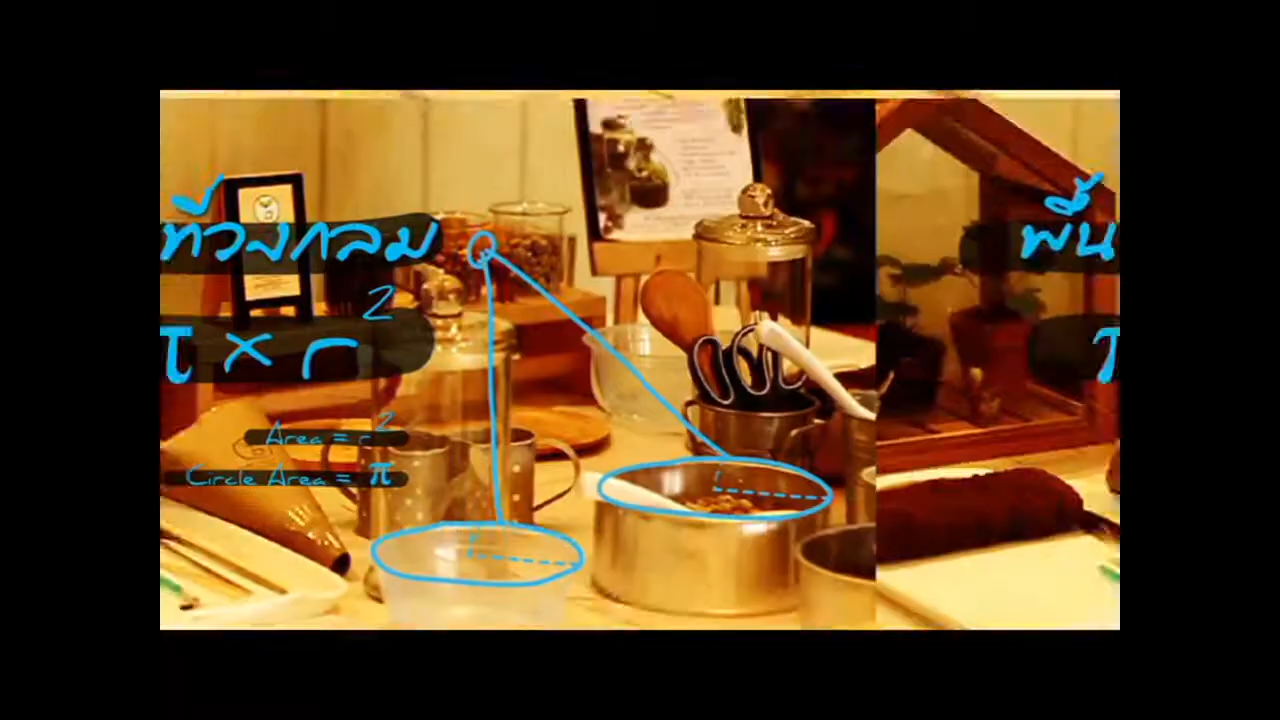 ที่วงกลม
π × r²
Area = r²
Circle Area = π
พื้น